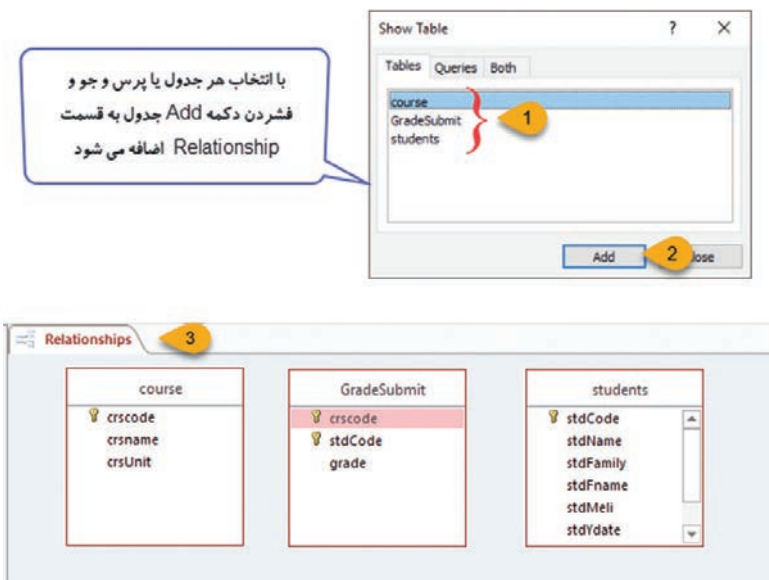 با انتخاب هر جدول یا پرس و جو و
فشردن دکمه Add جدول به قسمت
Relationship اضافه می شود
Show Table ? ×
Tables Queries Both
course
GradeSubmit
students
1
Add
2
lose
Relationships
3
course
crscode
crsname
crsUnit
GradeSubmit
crscode
stdCode
grade
students
stdCode
stdName
stdFamily
stdFname
stdMeli
stdYdate